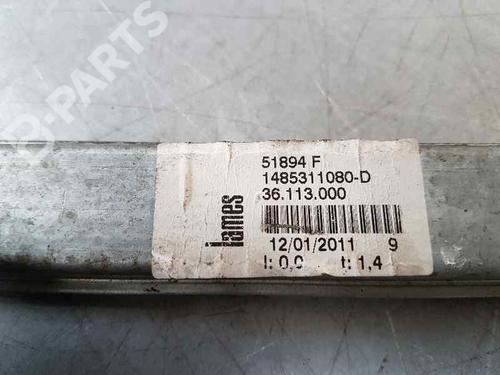 B-PARTS
51894 F
1485311080-D
36.113.000
lames
12/01/2011 9
I: 0,0 t: 1,4